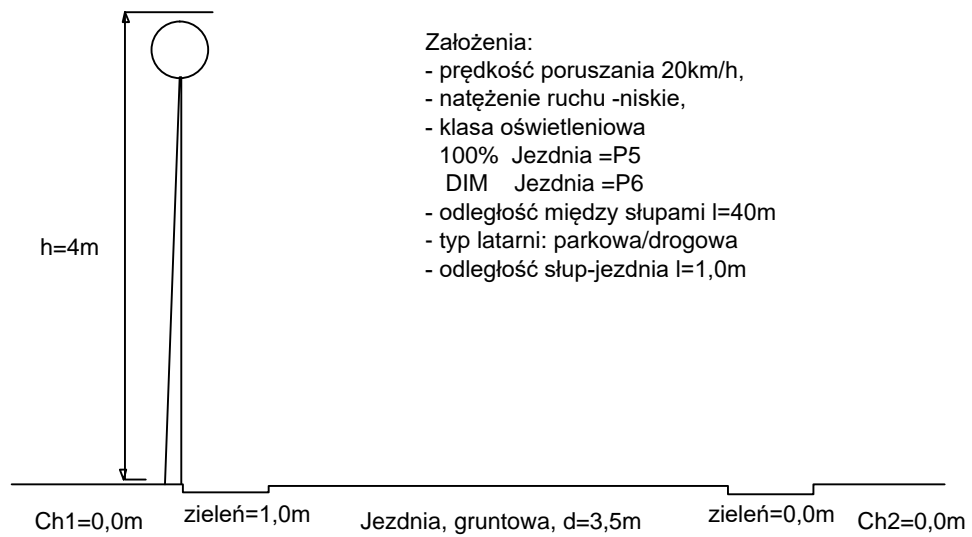 Założenia:
- prędkość poruszania 20km/h,
- natężenie ruchu -niskie,
- klasa oświetleniowa
100% Jezdnia =P5
DIM Jezdnia =P6
- odległość między słupami l=40m
- typ latarni: parkowa/drogowa
- odległość słup-jezdnia l=1,0m
h=4m
Ch1=0,0m
zieleń=1,0m
Jezdnia, gruntowa, d=3,5m
zieleń=0,0m
Ch2=0,0m